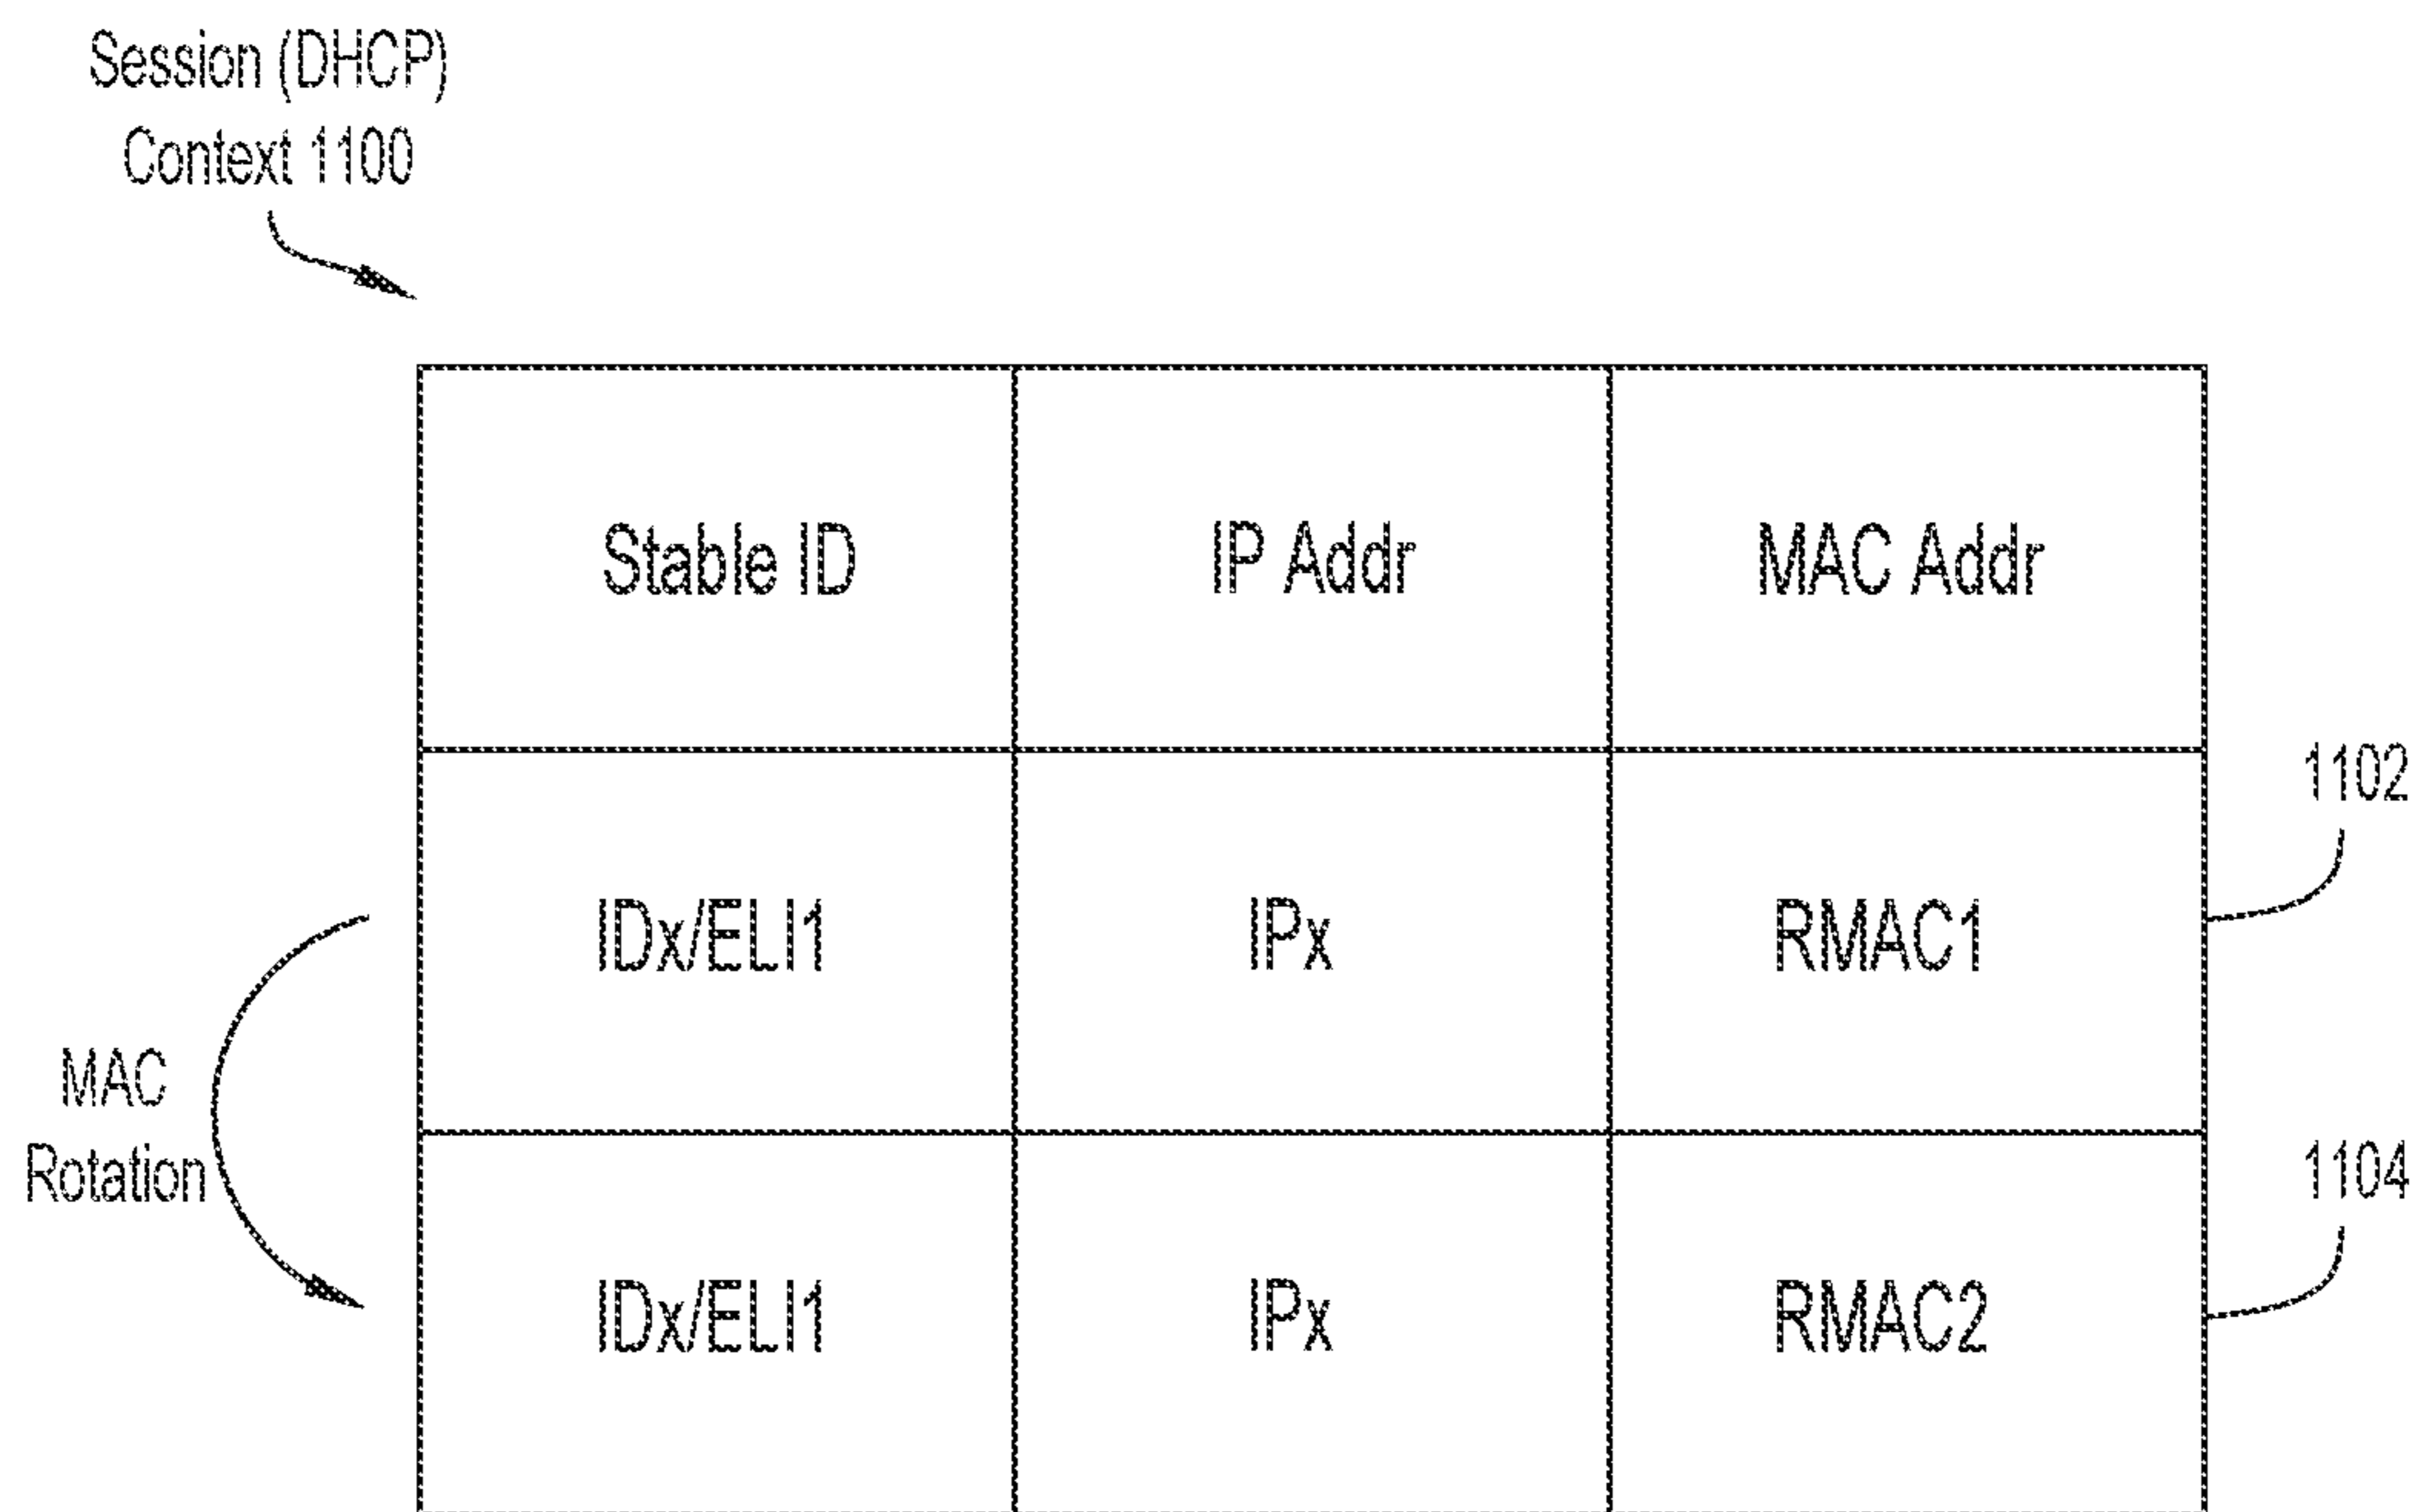 Session (DHCP)
Context 1100
Stable ID IP Addr MAC Addr
1102
IDx/ELI1 IPx RMAC1
MAC
Rotation
1104
IDx/ELI1 IPx RMAC2